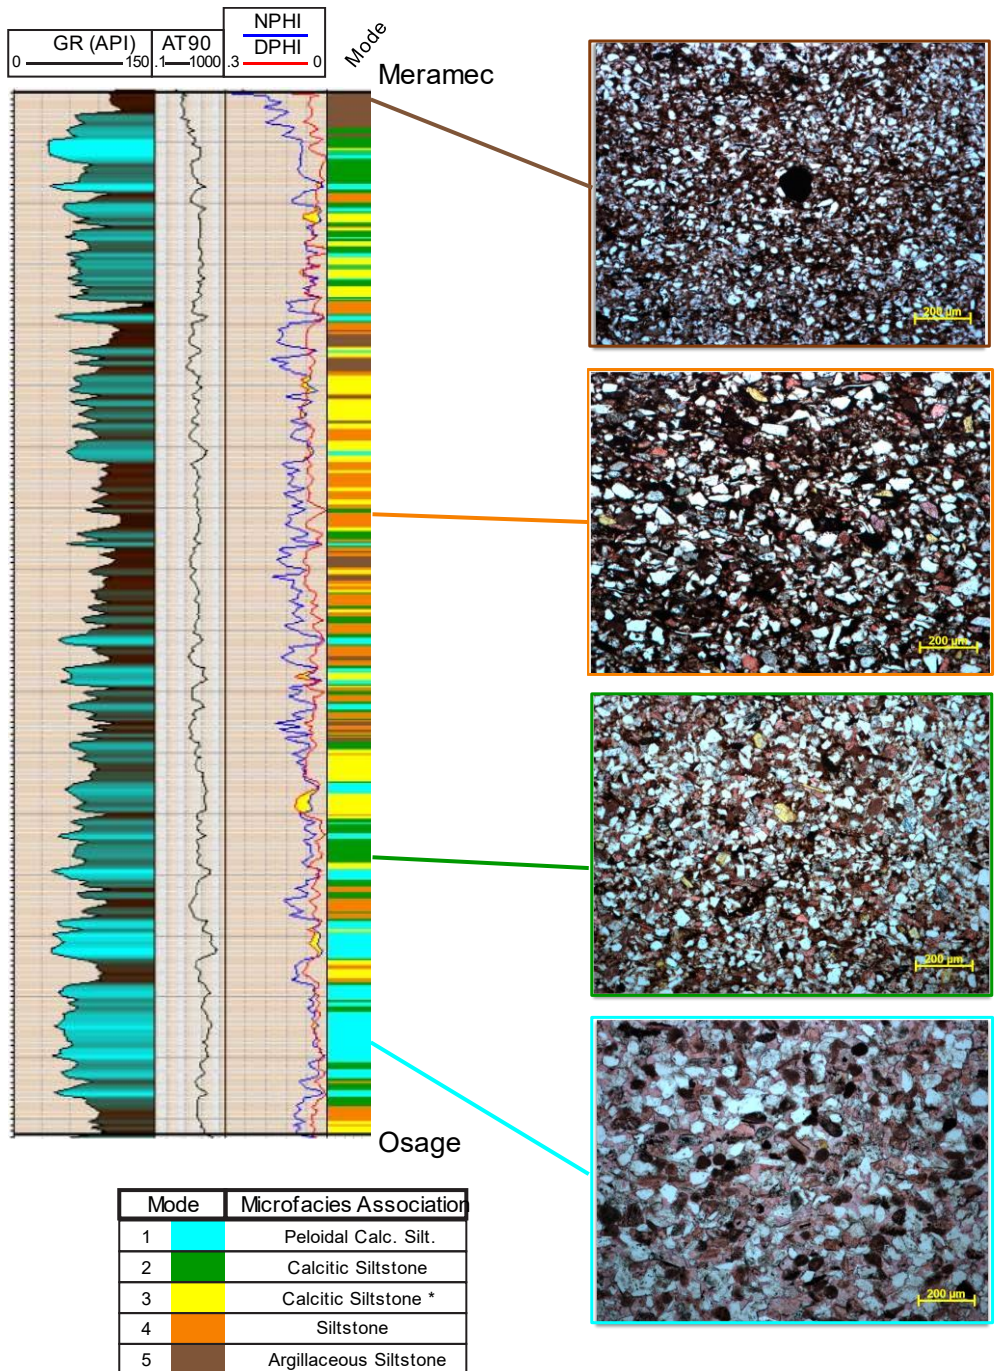 GR (API)
0 150
AT90
.1 1000
NPHI
DPHI
.3 0
Mode
Meramec
200 µm
200 µm
200 µm
200 µm
Osage
Mode Microfacies Association
1 Peloidal Calc. Silt.
2 Calcitic Siltstone
3 Calcitic Siltstone *
4 Siltstone
5 Argillaceous Siltstone